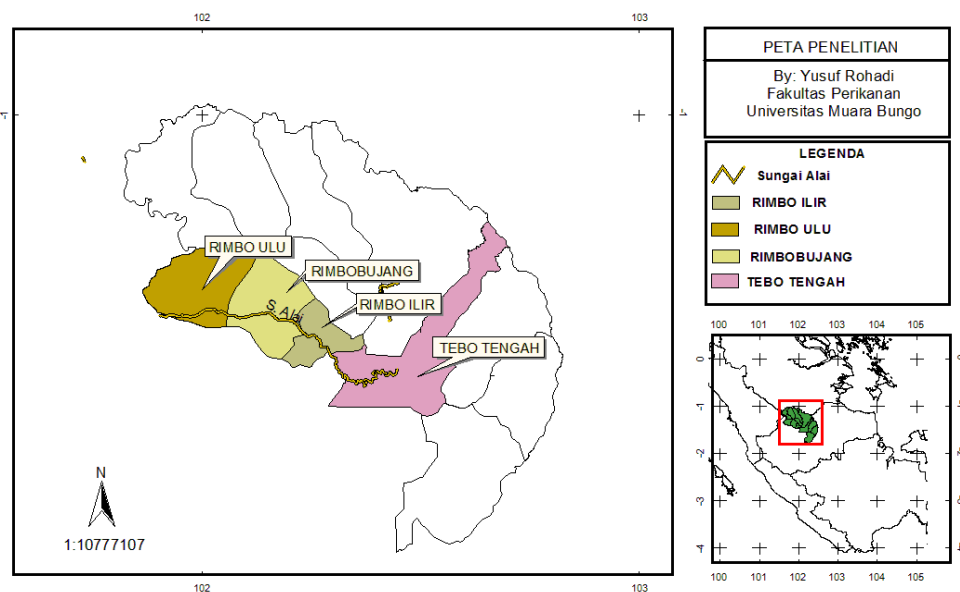 102
103
-1
-1
RIMBO ULU
RIMBOBUJANG
RIMBO ILIR
S. Alai
TEBO TENGAH
N
1:10777107
102
103
PETA PENELITIAN
By: Yusuf Rohadi
Fakultas Perikanan
Universitas Muara Bungo
LEGENDA
Sungai Alai
RIMBO ILIR
RIMBO ULU
RIMBOBUJANG
TEBO TENGAH
100 101 102 103 104 105
0
-1
-2
-3
-4
100 101 102 103 104 105